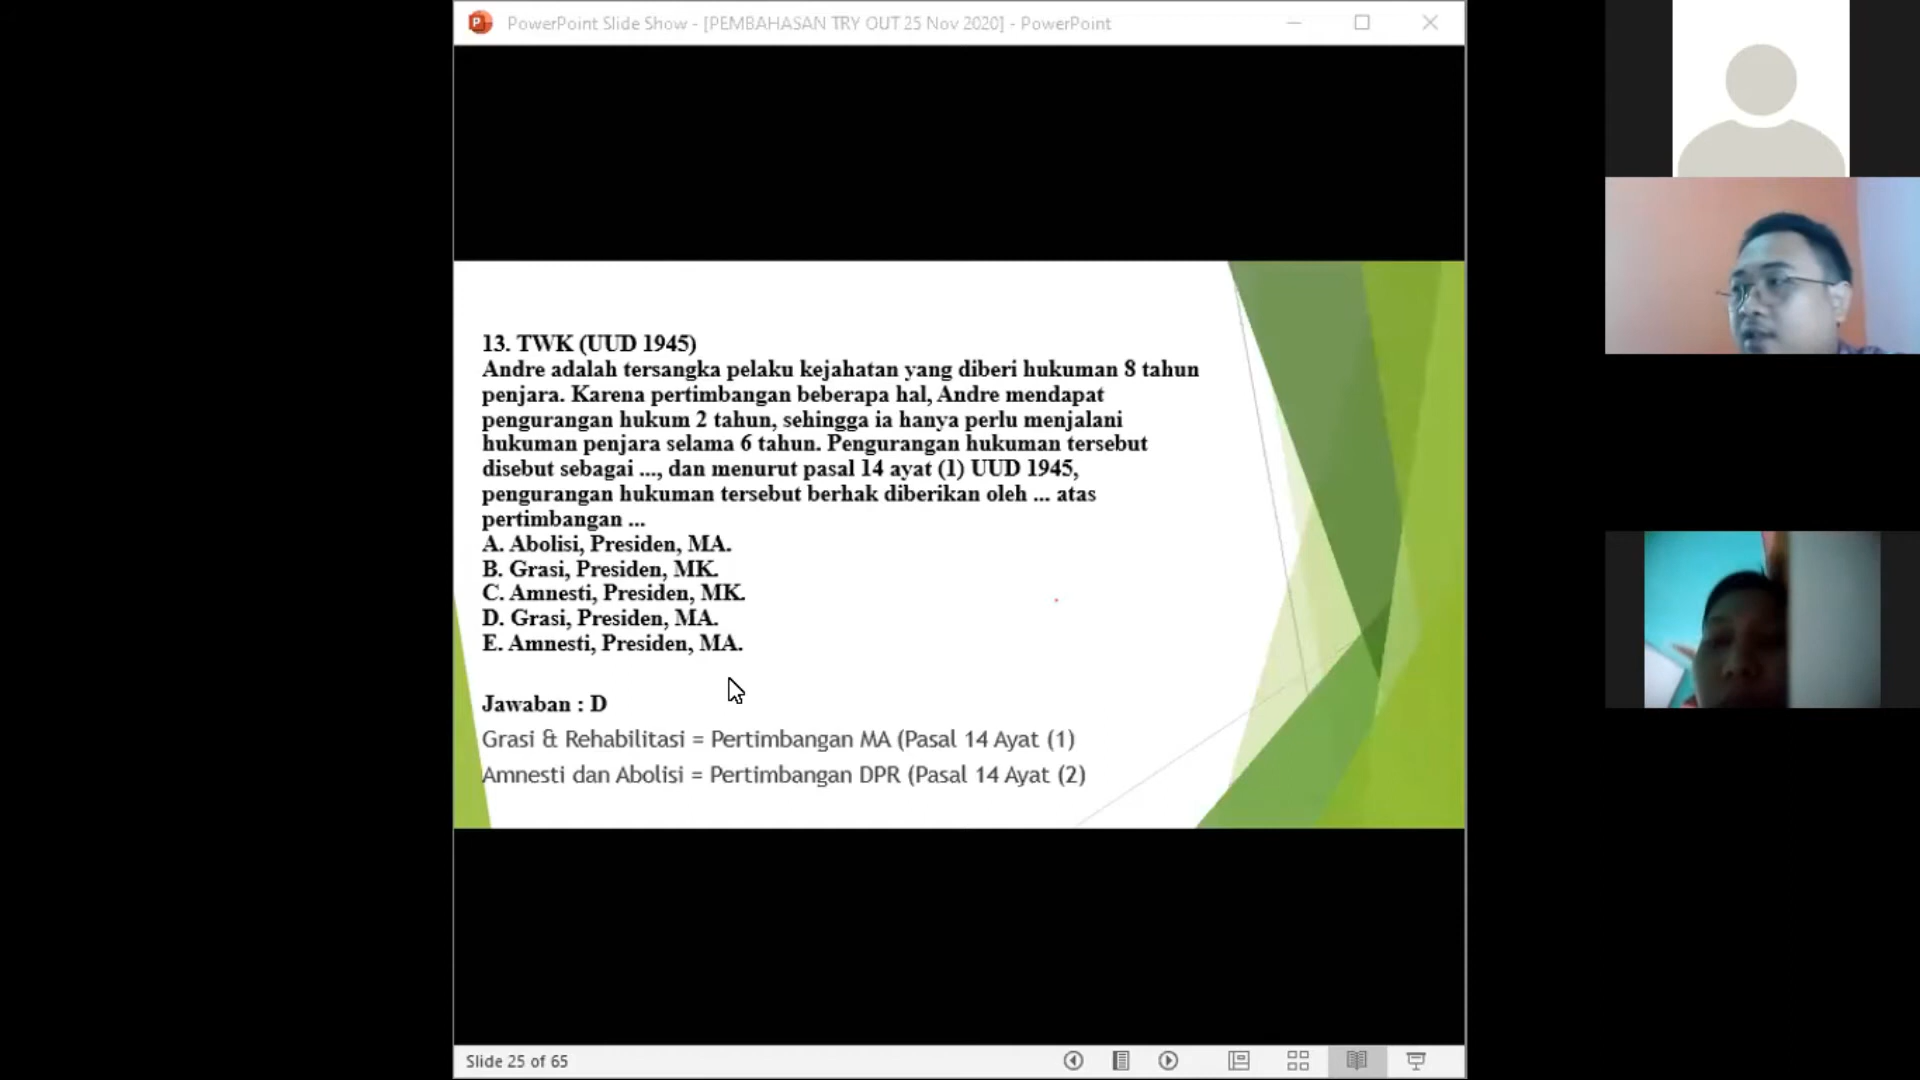 PowerPoint Slide Show - [PEMBAHASAN TRY OUT 25 Nov 2020] - PowerPoint
13. TWK (UUD 1945)
Andre adalah tersangka pelaku kejahatan yang diberi hukuman 8 tahun
penjara. Karena pertimbangan beberapa hal, Andre mendapat
pengurangan hukum 2 tahun, sehingga ia hanya perlu menjalani
hukuman penjara selama 6 tahun. Pengurangan hukuman tersebut
disebut sebagai ..., dan menurut pasal 14 ayat (1) UUD 1945,
pengurangan hukuman tersebut berhak diberikan oleh ... atas
pertimbangan ...
A. Abolisi, Presiden, MA.
B. Grasi, Presiden, MK.
C. Amnesti, Presiden, MK.
D. Grasi, Presiden, MA.
E. Amnesti, Presiden, MA.
Jawaban : D
Grasi & Rehabilitasi = Pertimbangan MA (Pasal 14 Ayat (1)
Amnesti dan Abolisi = Pertimbangan DPR (Pasal 14 Ayat (2)
Slide 25 of 65